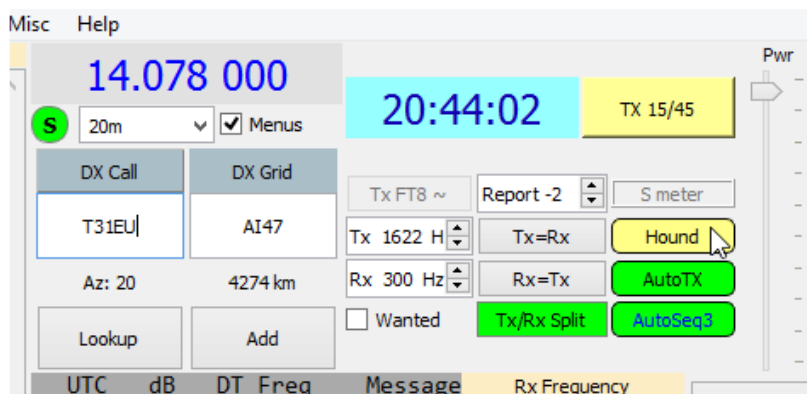 Misc Help
Pwr
14.078 000
20:44:02
TX 15/45
S 20m Menus
DX Call DX Grid
Tx FT8 ~ Report -2 S meter
T31EU AI47
Tx 1622 H Tx=Rx Hound
Az: 20 4274 km
Rx 300 Hz Rx=Tx AutoTX
Wanted Tx/Rx Split AutoSeq3
Lookup Add
UTC dB DT Freq Message Rx Frequency